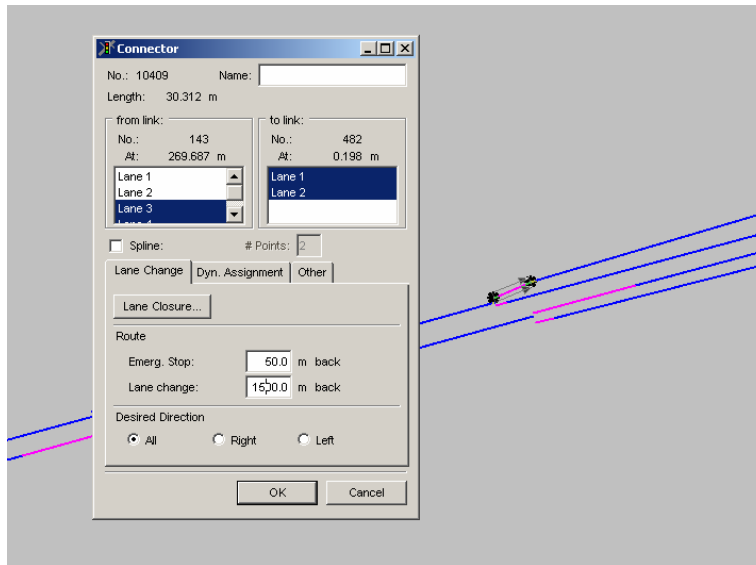 Connector
No.: 10409 Name:
Length: 30.312 m
from link: to link:
No.: 143 No.: 482
At: 269.687 m At: 0.198 m
Lane 1 Lane 1
Lane 2 Lane 2
Lane 3
Spline: # Points: 2
Lane Change Dyn. Assignment Other
Lane Closure...
Route
Emerg. Stop: 50.0 m back
Lane change: 1500.0 m back
Desired Direction
All Right Left
OK Cancel